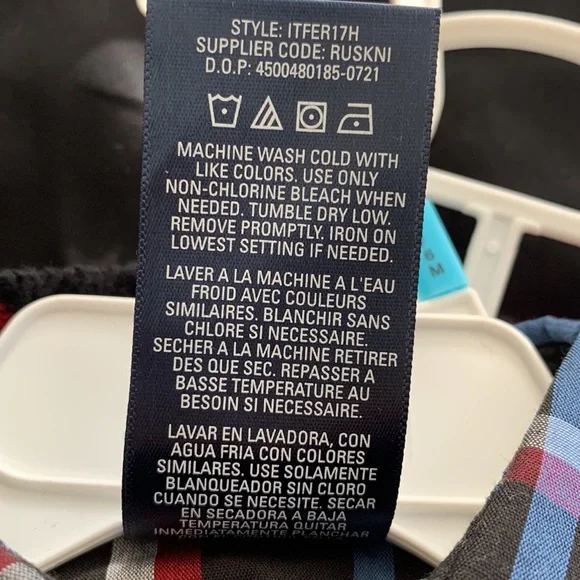 STYLE: ITFER17H
SUPPLIER CODE: RUSKNI
D.O.P: 4500480185-0721
MACHINE WASH COLD WITH
LIKE COLORS. USE ONLY
NON-CHLORINE BLEACH WHEN
NEEDED. TUMBLE DRY LOW.
REMOVE PROMPTLY. IRON ON
LOWEST SETTING IF NEEDED.
LAVER A LA MACHINE A L'EAU
FROID AVEC COULEURS
SIMILAIRES. BLANCHIR SANS
CHLORE SI NECESSAIRE.
SECHER A LA MACHINE RETIRER
DES QUE SEC. REPASSER A
BASSE TEMPERATURE AU
BESOIN SI NECESSAIRE.
LAVAR EN LAVADORA, CON
AGUA FRIA CON COLORES
SIMILARES. USE SOLAMENTE
BLANQUEADOR SIN CLORO
CUANDO SE NECESITE. SECAR
EN SECADORA A BAJA
TEMPERATURA QUITAR
INMEDIATAMENTE PLANCHAR
6
M